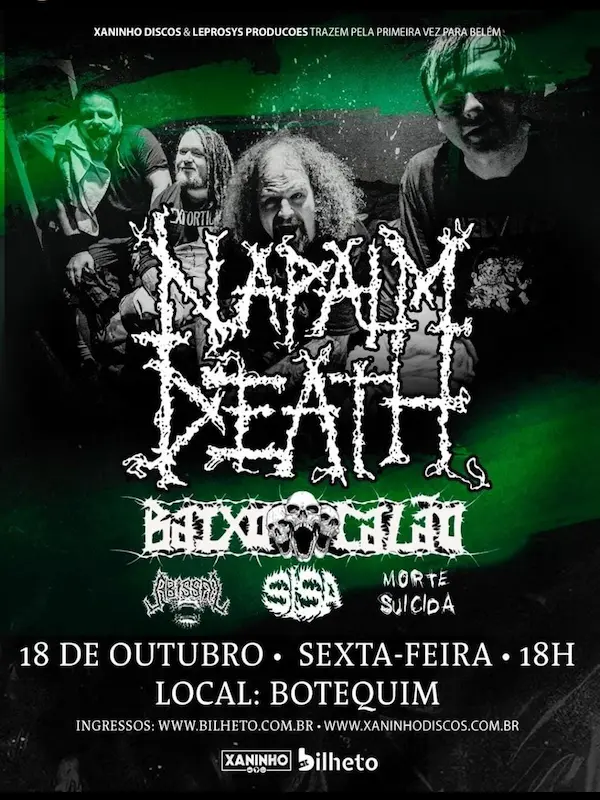 XANINHO DISCOS & LEPROSYS PRODUCOES TRAZEM PELA PRIMEIRA VEZ PARA BELÉM
NAPALM
DEATH
BAIXO CALÃO
ABISSAL SISA MORTE SUICIDA
18 DE OUTUBRO • SEXTA-FEIRA • 18H
LOCAL: BOTEQUIM
INGRESSOS: WWW.BILHETO.COM.BR • WWW.XANINHODISCOS.COM.BR
XANINHO bilheto